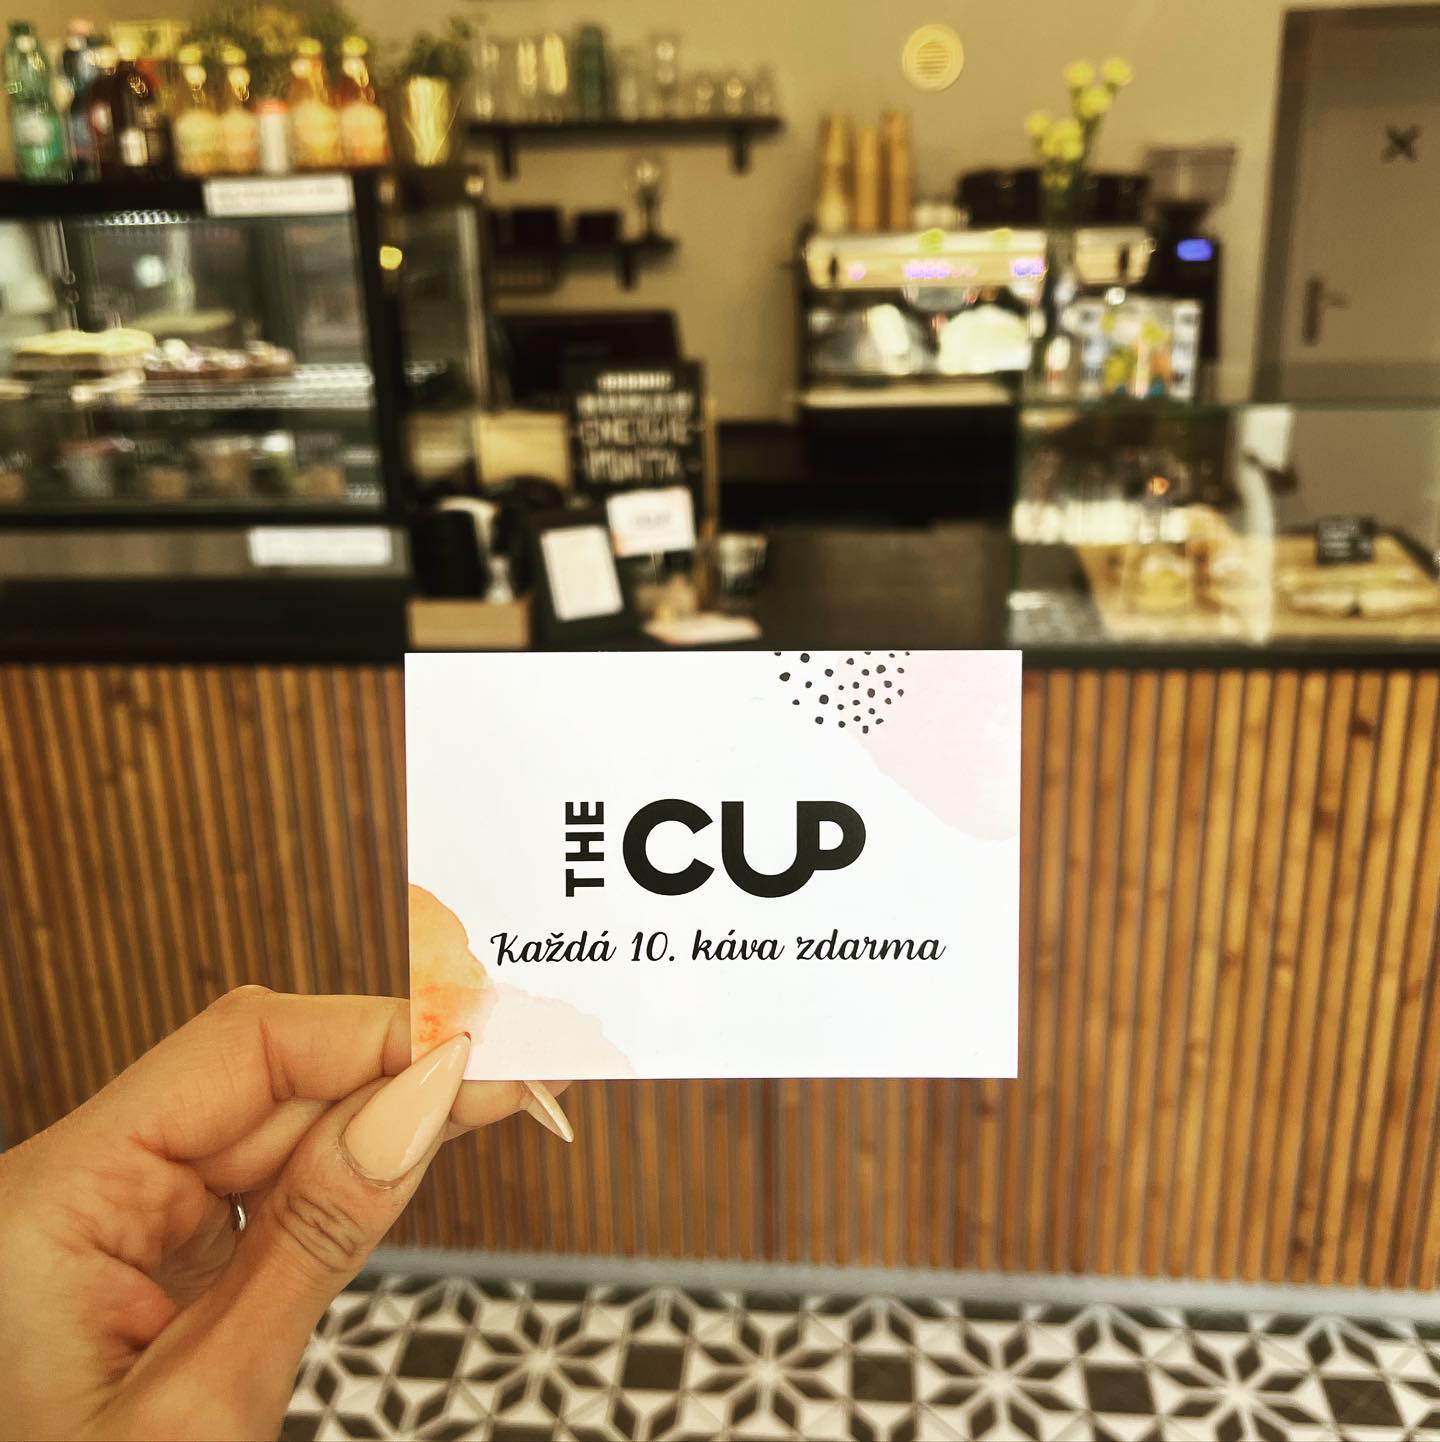 THE CUP
Každá 10. káva zdarma